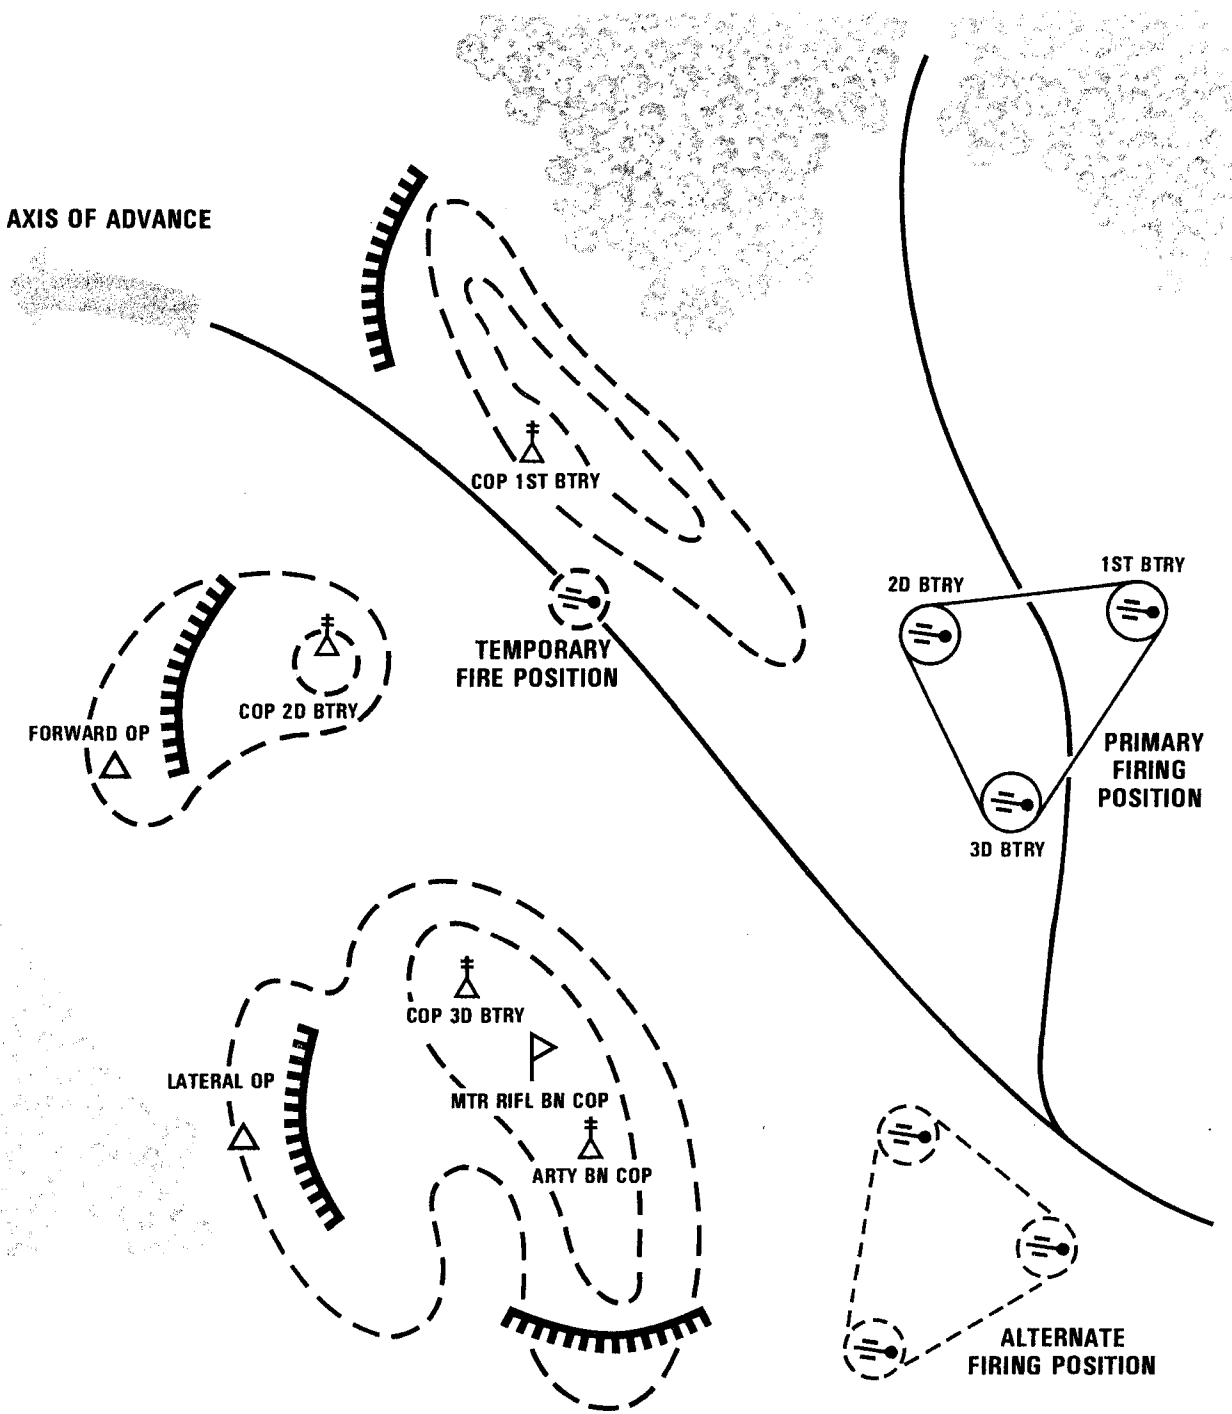 AXIS OF ADVANCE
COP 1ST BTRY
1ST BTRY
2D BTRY
TEMPORARY
FIRE POSITION
COP 2D BTRY
FORWARD OP
PRIMARY
FIRING
POSITION
3D BTRY
COP 3D BTRY
LATERAL OP
MTR RIFL BN COP
ARTY BN COP
ALTERNATE
FIRING POSITION